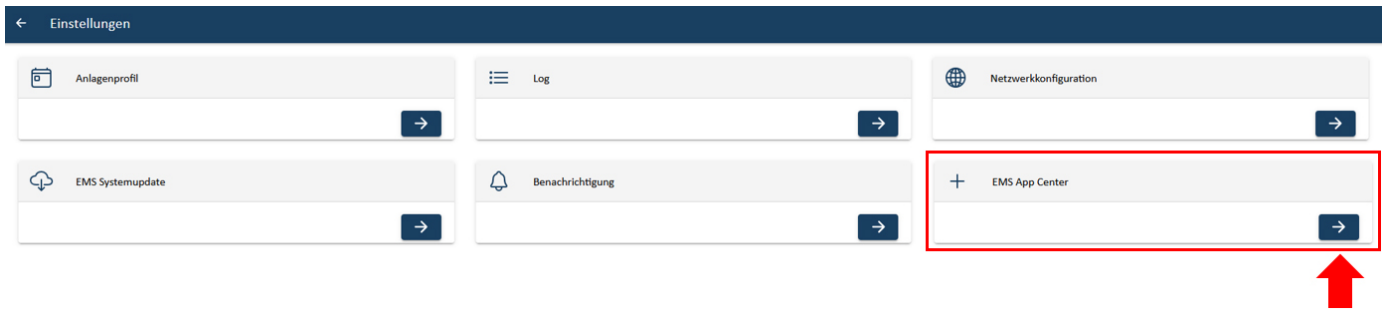 Einstellungen
Anlagenprofil
Log
Netzwerkkonfiguration
EMS Systemupdate
Benachrichtigung
EMS App Center